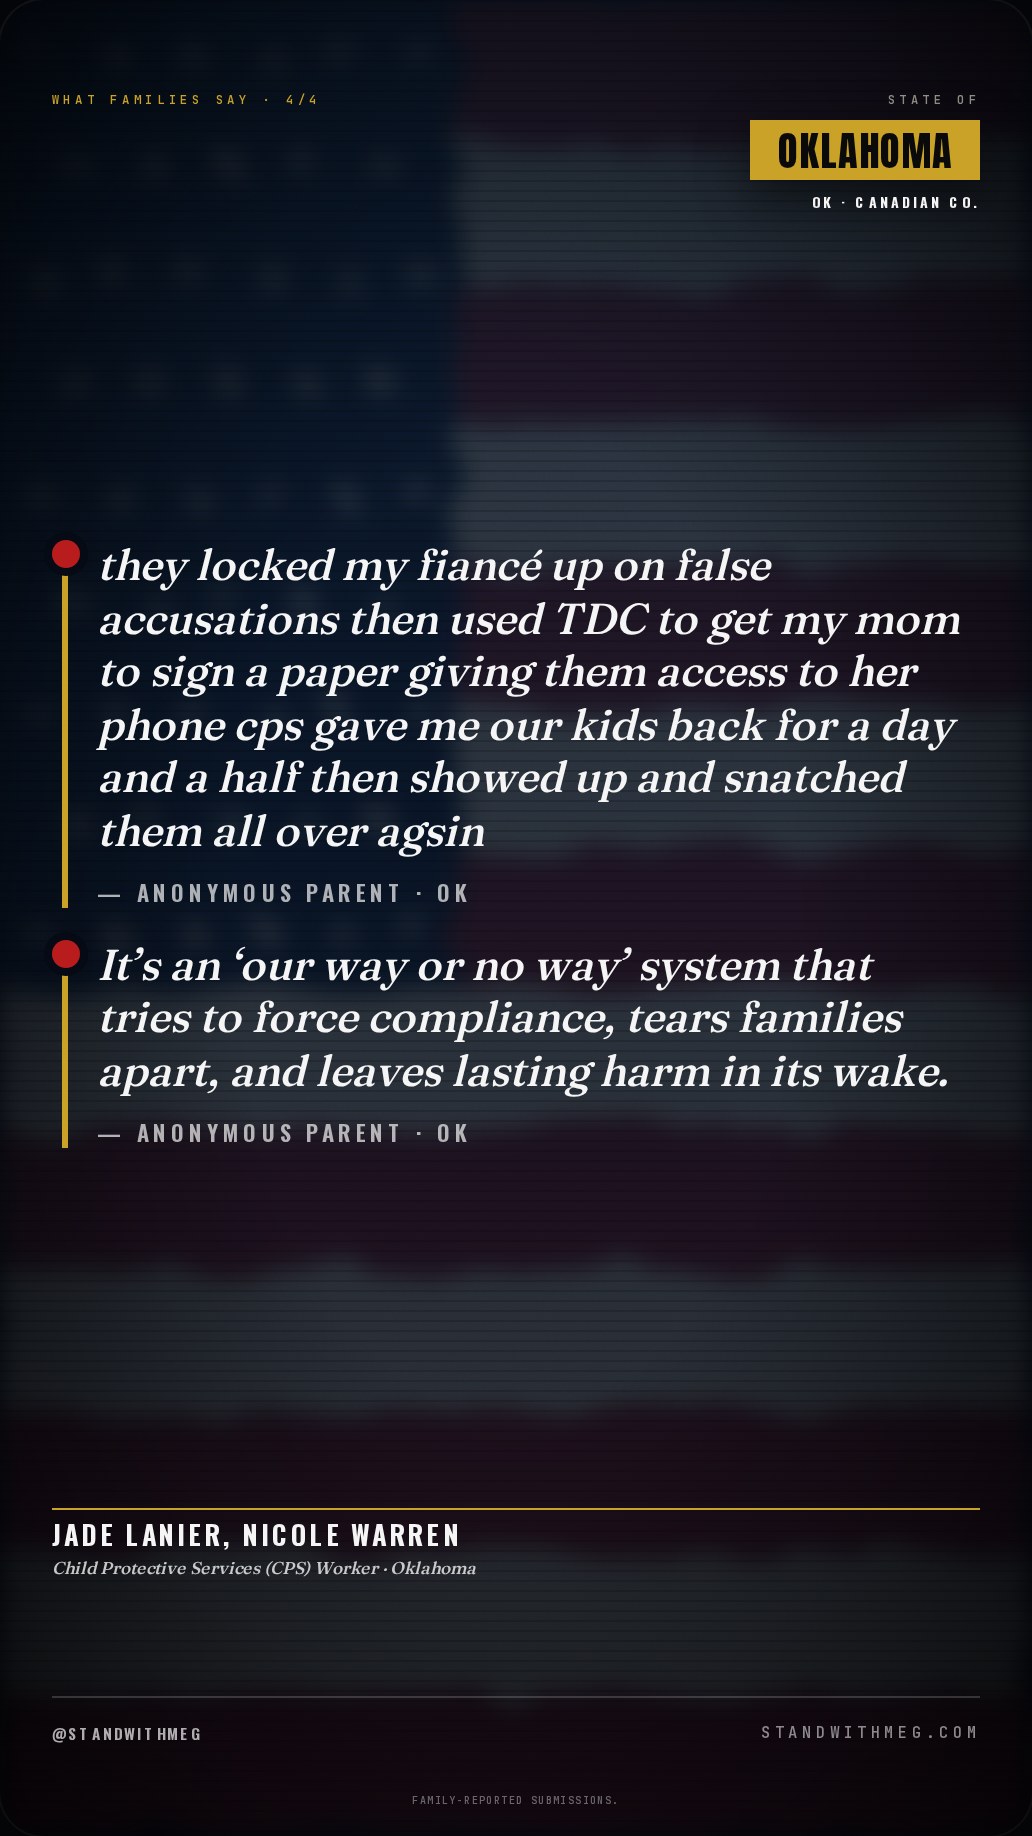 WHAT FAMILIES SAY · 4/4
STATE OF
OKLAHOMA
OK · CANADIAN CO.
they locked my fiancé up on false
accusations then used TDC to get my mom
to sign a paper giving them access to her
phone cps gave me our kids back for a day
and a half then showed up and snatched
them all over agsin
— ANONYMOUS PARENT · OK
It’s an ‘our way or no way’ system that
tries to force compliance, tears families
apart, and leaves lasting harm in its wake.
— ANONYMOUS PARENT · OK
JADE LANIER, NICOLE WARREN
Child Protective Services (CPS) Worker · Oklahoma
@STANDWITHMEG
STANDWITHMEG.COM
FAMILY-REPORTED SUBMISSIONS.